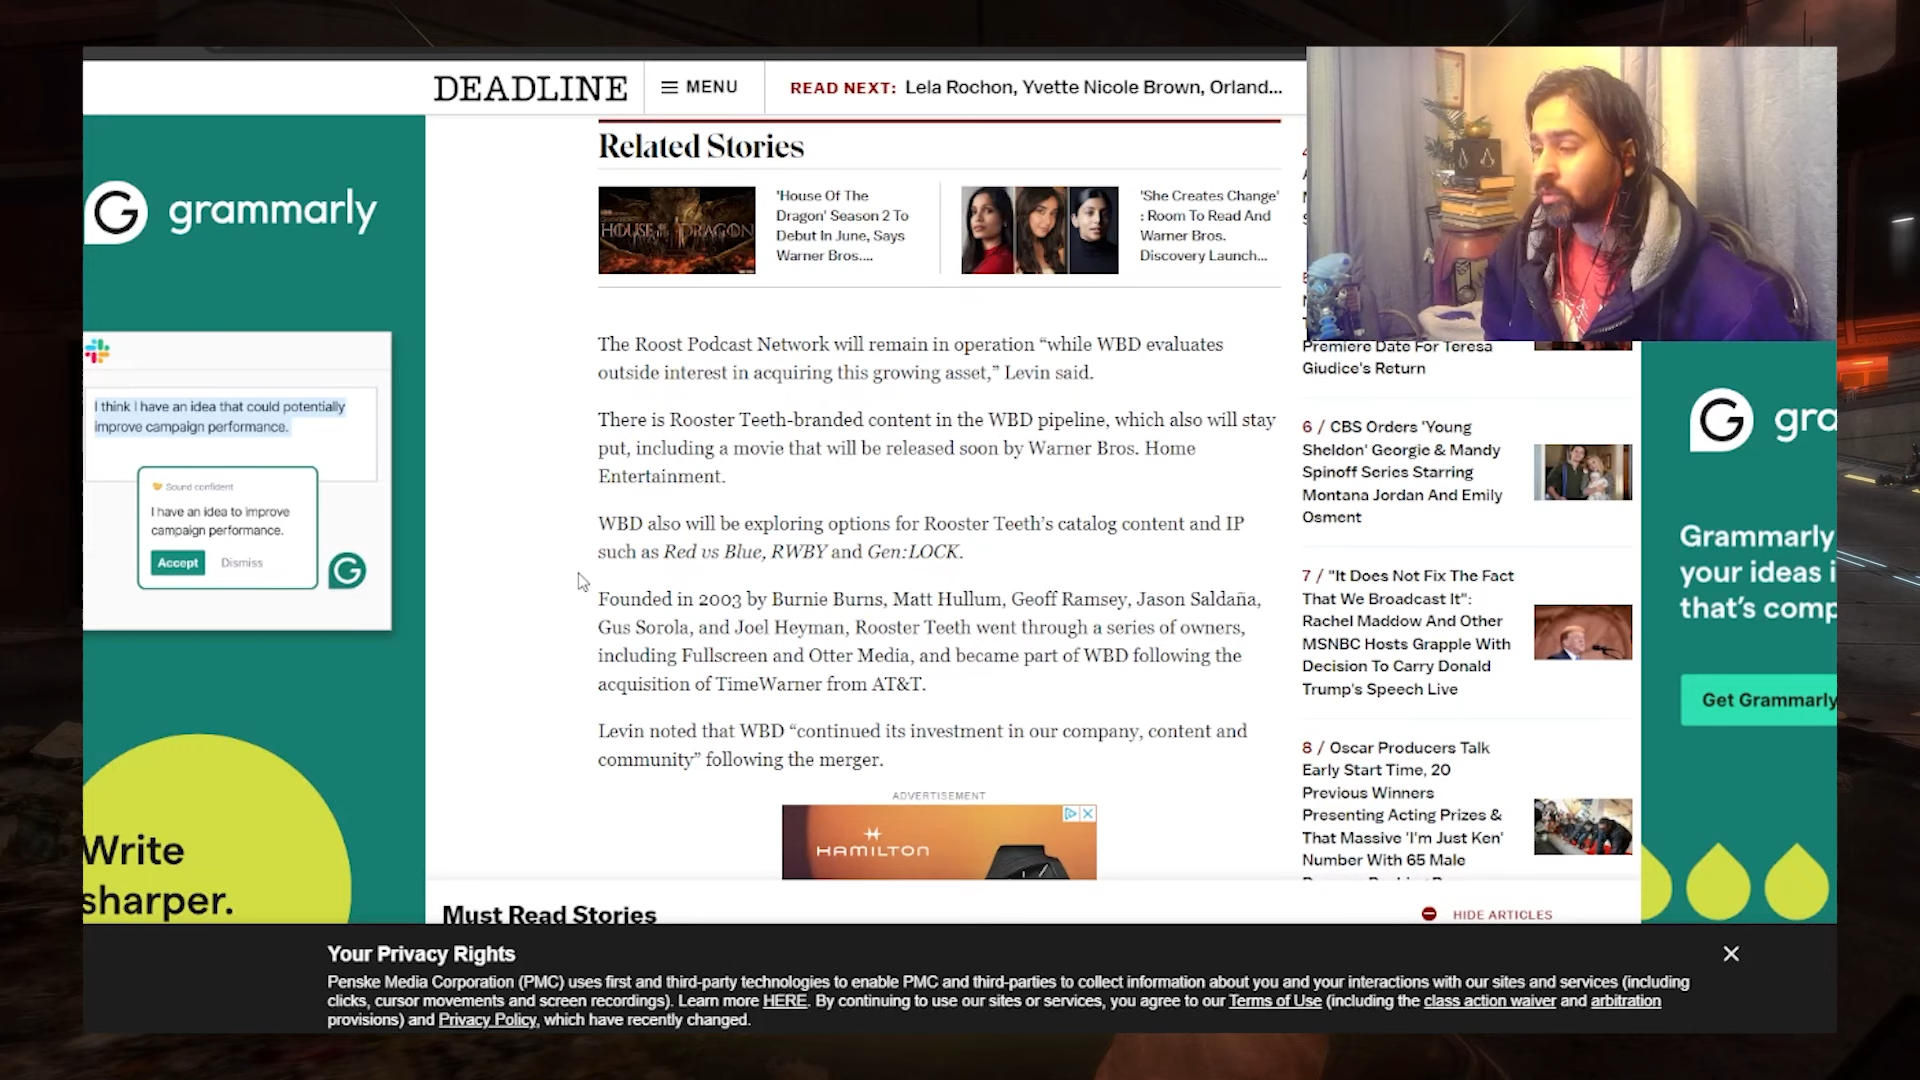 DEADLINE
MENU
READ NEXT: Lela Rochon, Yvette Nicole Brown, Orland...
Related Stories
HOUSE OF THE DRAGON
'House Of The
Dragon' Season 2 To
Debut In June, Says
Warner Bros....
'She Creates Change'
: Room To Read And
Warner Bros.
Discovery Launch...
The Roost Podcast Network will remain in operation “while WBD evaluates
outside interest in acquiring this growing asset,” Levin said.
There is Rooster Teeth-branded content in the WBD pipeline, which also will stay
put, including a movie that will be released soon by Warner Bros. Home
Entertainment.
WBD also will be exploring options for Rooster Teeth’s catalog content and IP
such as Red vs Blue, RWBY and Gen:LOCK.
Founded in 2003 by Burnie Burns, Matt Hullum, Geoff Ramsey, Jason Saldaña,
Gus Sorola, and Joel Heyman, Rooster Teeth went through a series of owners,
including Fullscreen and Otter Media, and became part of WBD following the
acquisition of TimeWarner from AT&T.
Levin noted that WBD “continued its investment in our company, content and
community” following the merger.
ADVERTISEMENT
HAMILTON
Must Read Stories
HIDE ARTICLES
grammarly
I think I have an idea that could potentially
improve campaign performance.
Sound confident
I have an idea to improve
campaign performance.
Accept
Dismiss
Write
sharper.
Premiere Date For Teresa
Giudice's Return
6 / CBS Orders 'Young
Sheldon' Georgie & Mandy
Spinoff Series Starring
Montana Jordan And Emily
Osment
7 / "It Does Not Fix The Fact
That We Broadcast It":
Rachel Maddow And Other
MSNBC Hosts Grapple With
Decision To Carry Donald
Trump's Speech Live
8 / Oscar Producers Talk
Early Start Time, 20
Previous Winners
Presenting Acting Prizes &
That Massive 'I'm Just Ken'
Number With 65 Male
gra
Grammarly
your ideas i
that's comp
Get Grammarly
Your Privacy Rights
Penske Media Corporation (PMC) uses first and third-party technologies to enable PMC and third-parties to collect information about you and your interactions with our sites and services (including
clicks, cursor movements and screen recordings). Learn more HERE. By continuing to use our sites or services, you agree to our Terms of Use (including the class action waiver and arbitration
provisions) and Privacy Policy, which have recently changed.